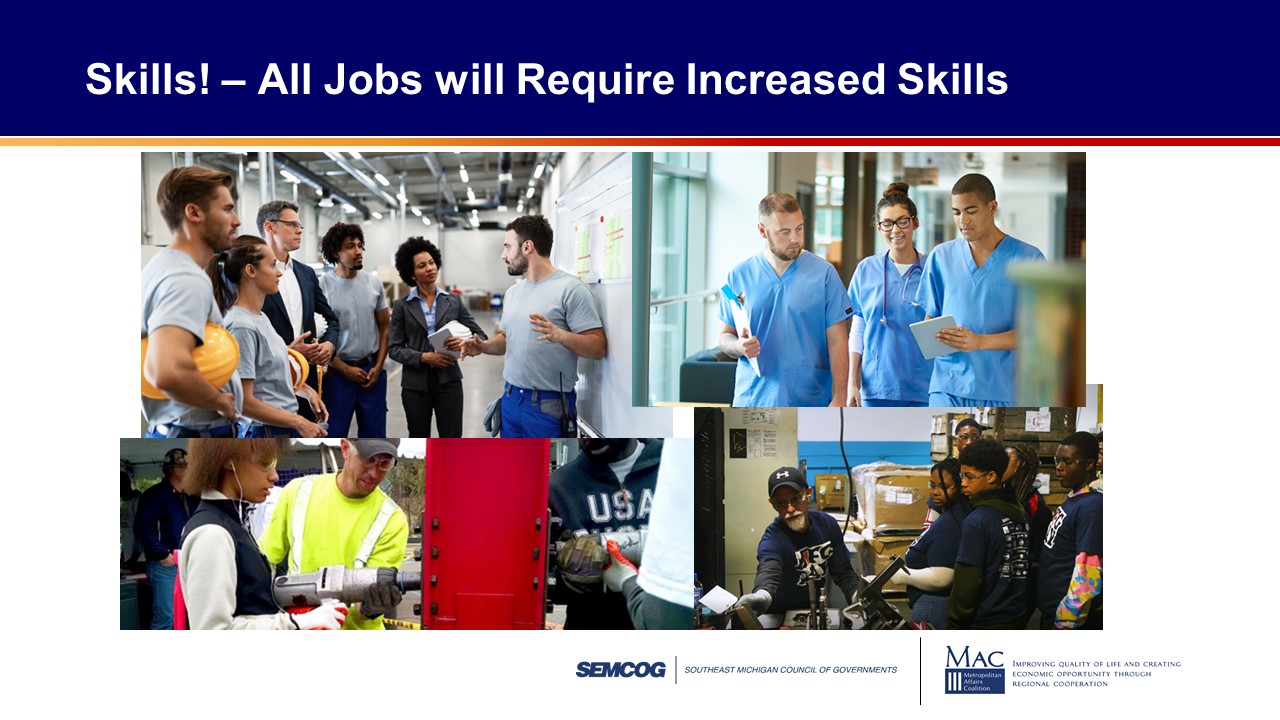 Skills! – All Jobs will Require Increased Skills
USA
SEMCOG
SOUTHEAST MICHIGAN COUNCIL OF GOVERNMENTS
MAC
Metropolitan
Affairs
Coalition
IMPROVING QUALITY OF LIFE AND CREATING
ECONOMIC OPPORTUNITY THROUGH
REGIONAL COOPERATION